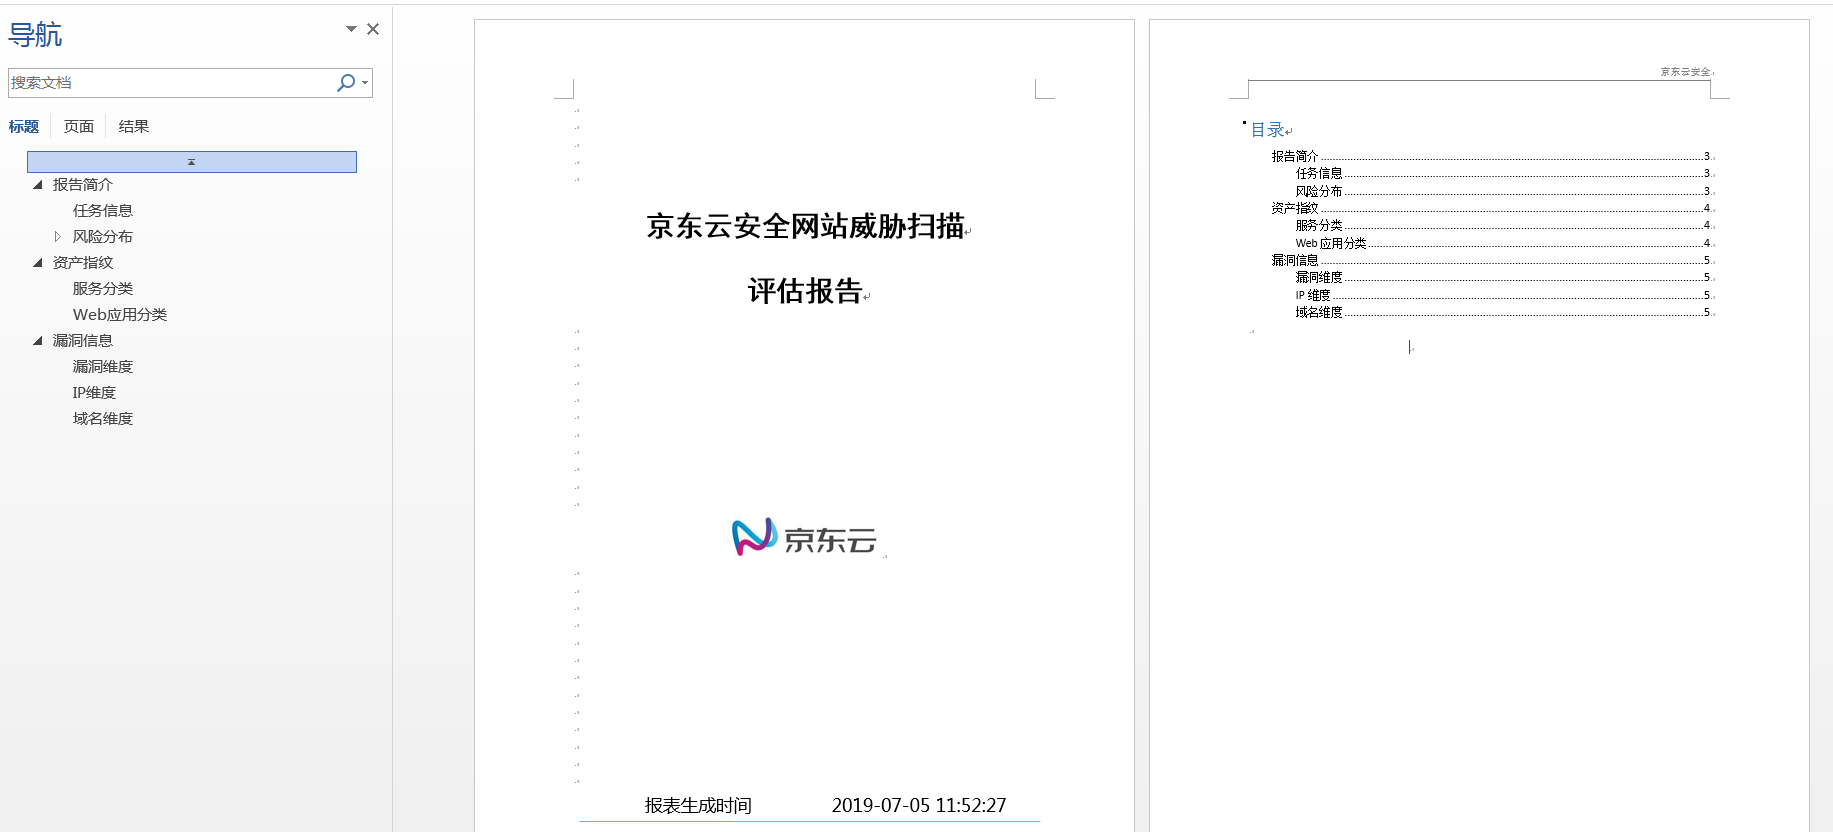 导航
搜索文档
标题 页面 结果
报告简介
任务信息
风险分布
资产指纹
服务分类
Web应用分类
漏洞信息
漏洞维度
IP维度
域名维度
京东云安全网站威胁扫描
评估报告
京东云
报表生成时间 2019-07-05 11:52:27
京东云安全
目录
报告简介 3
任务信息 3
风险分布 3
资产指纹 4
服务分类 4
Web 应用分类 4
漏洞信息 5
漏洞维度 5
IP 维度 5
域名维度 5